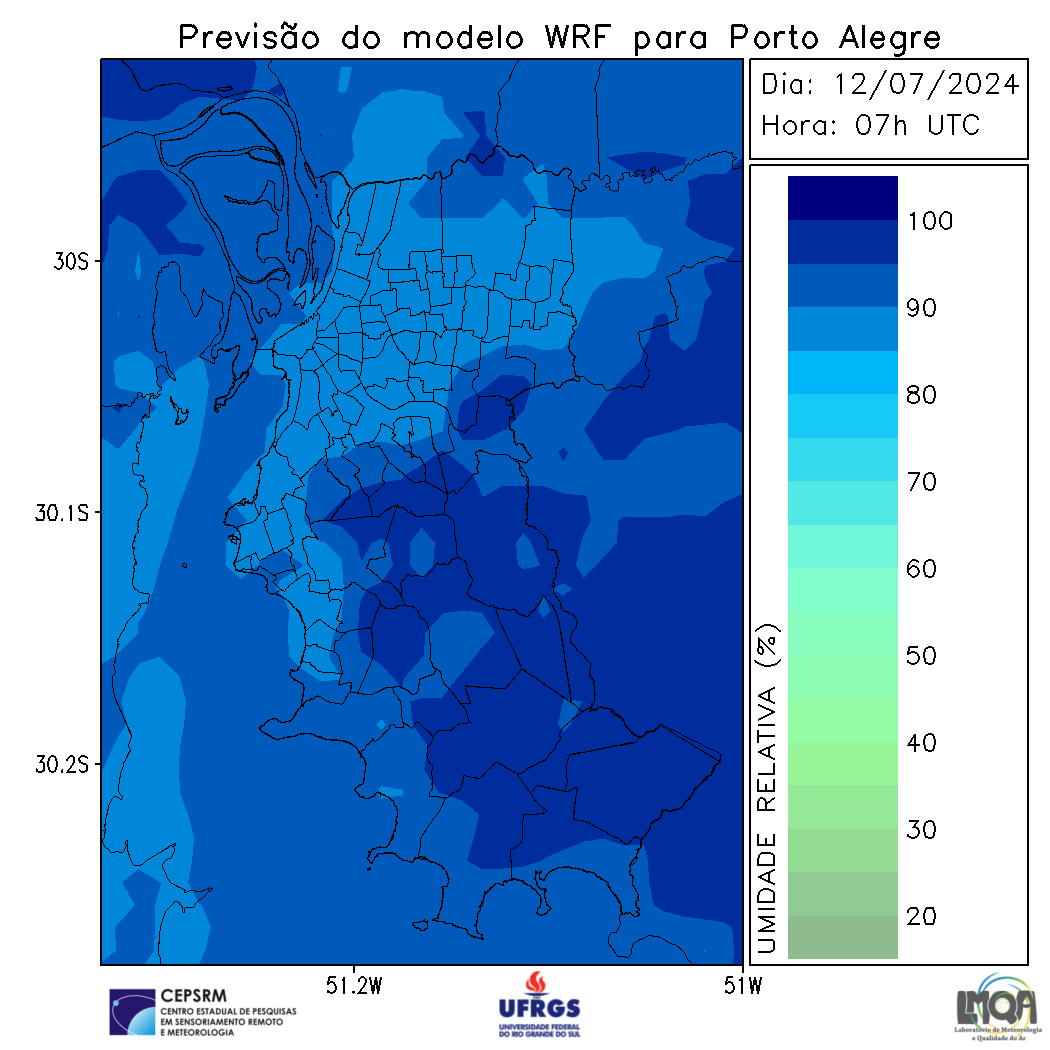 Previsão do modelo WRF para Porto Alegre
Dia: 12/07/2024
Hora: 07h UTC
30S
30.1S
30.2S
51.2W
51W
100
90
80
70
60
50
40
30
20
UMIDADE RELATIVA (%)
CEPSRM
CENTRO ESTADUAL DE PESQUISAS
EM SENSORIAMENTO REMOTO
E METEOROLOGIA
UFRGS
UNIVERSIDADE FEDERAL
DO RIO GRANDE DO SUL
LMQA
Laboratório de Meteorologia
e Qualidade do Ar